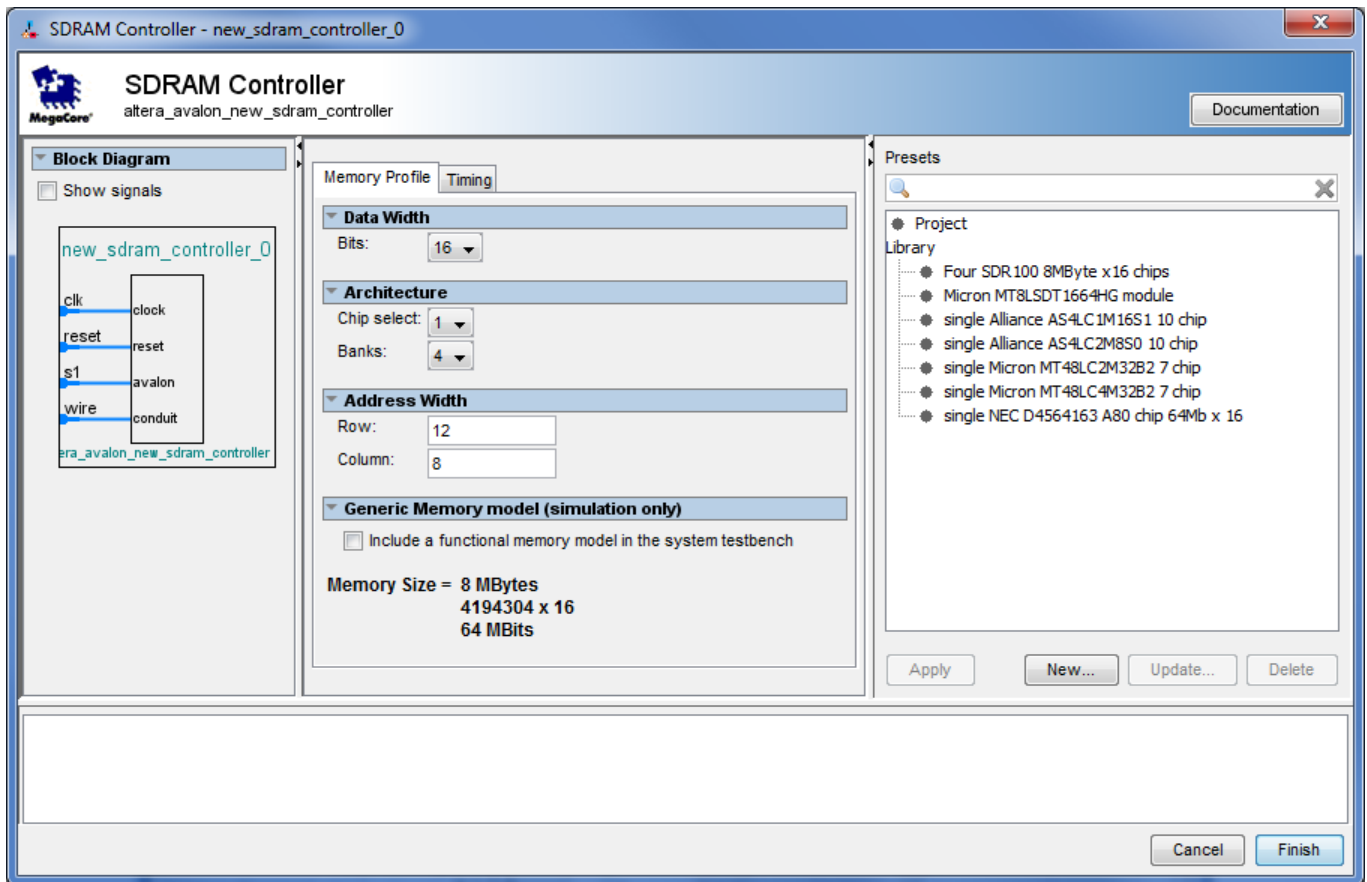 SDRAM Controller - new_sdram_controller_0
SDRAM Controller
altera_avalon_new_sdram_controller
MegaCore®
Documentation
Block Diagram
Show signals
new_sdram_controller_0
clk
clock
reset
reset
s1
avalon
wire
conduit
era_avalon_new_sdram_controller
Memory Profile
Timing
Data Width
Bits:
16
Architecture
Chip select:
1
Banks:
4
Address Width
Row:
12
Column:
8
Generic Memory model (simulation only)
Include a functional memory model in the system testbench
Memory Size = 8 MBytes
4194304 x 16
64 MBits
Presets
Project
Library
Four SDR100 8MByte x16 chips
Micron MT8LSDT1664HG module
single Alliance AS4LC1M16S1 10 chip
single Alliance AS4LC2M8S0 10 chip
single Micron MT48LC2M32B2 7 chip
single Micron MT48LC4M32B2 7 chip
single NEC D4564163 A80 chip 64Mb x 16
Apply
New...
Update...
Delete
Cancel
Finish